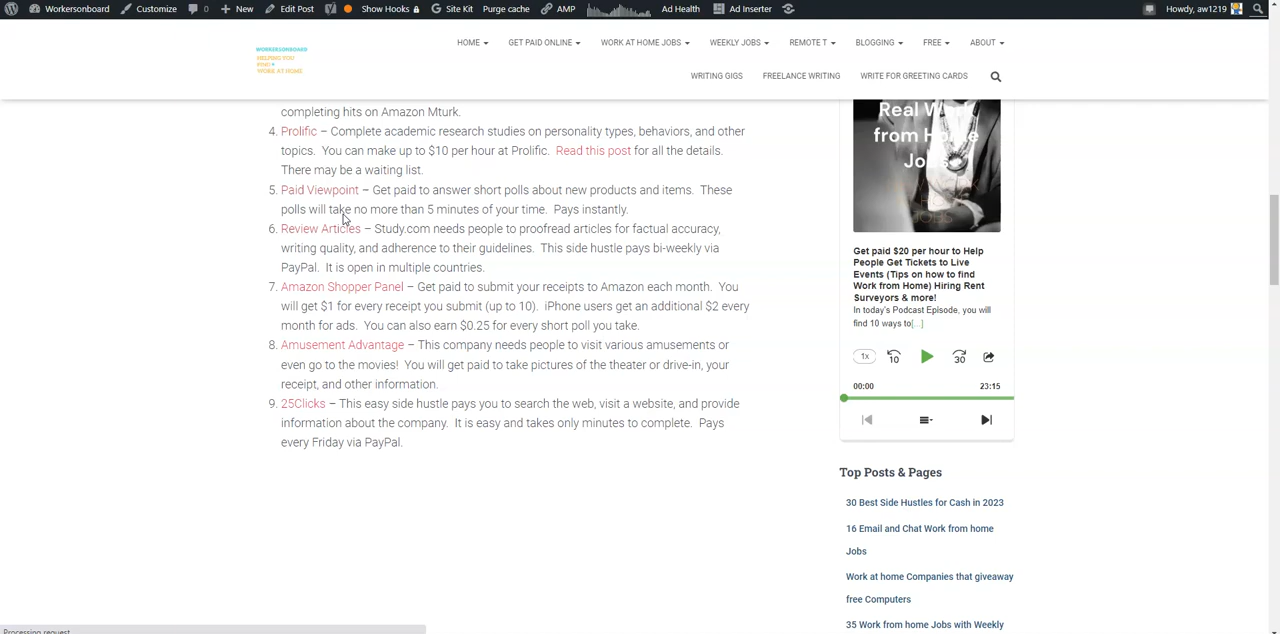 Workersonboard
Customize
0
New
Edit Post
Show Hooks
Site Kit
Purge cache
AMP
Ad Health
Ad Inserter
Howdy, aw1219
WORKERSONBOARD
HELPING YOU
FIND
WORK AT HOME
HOME
GET PAID ONLINE
WORK AT HOME JOBS
WEEKLY JOBS
REMOTE T
BLOGGING
FREE
ABOUT
WRITING GIGS
FREELANCE WRITING
WRITE FOR GREETING CARDS
completing hits on Amazon Mturk.
4. Prolific – Complete academic research studies on personality types, behaviors, and other
topics. You can make up to $10 per hour at Prolific. Read this post for all the details.
There may be a waiting list.
5. Paid Viewpoint – Get paid to answer short polls about new products and items. These
polls will take no more than 5 minutes of your time. Pays instantly.
6. Review Articles – Study.com needs people to proofread articles for factual accuracy,
writing quality, and adherence to their guidelines. This side hustle pays bi-weekly via
PayPal. It is open in multiple countries.
7. Amazon Shopper Panel – Get paid to submit your receipts to Amazon each month. You
will get $1 for every receipt you submit (up to 10). iPhone users get an additional $2 every
month for ads. You can also earn $0.25 for every short poll you take.
8. Amusement Advantage – This company needs people to visit various amusements or
even go to the movies! You will get paid to take pictures of the theater or drive-in, your
receipt, and other information.
9. 25Clicks – This easy side hustle pays you to search the web, visit a website, and provide
information about the company. It is easy and takes only minutes to complete. Pays
every Friday via PayPal.
Real Work
from Home
Jobs
JOBS
Get paid $20 per hour to Help
People Get Tickets to Live
Events (Tips on how to find
Work from Home) Hiring Rent
Surveyors & more!
In today's Podcast Episode, you will
find 10 ways to[...]
1x
10
30
00:00
23:15
Top Posts & Pages
30 Best Side Hustles for Cash in 2023
16 Email and Chat Work from home
Jobs
Work at home Companies that giveaway
free Computers
35 Work from home Jobs with Weekly
Processing request